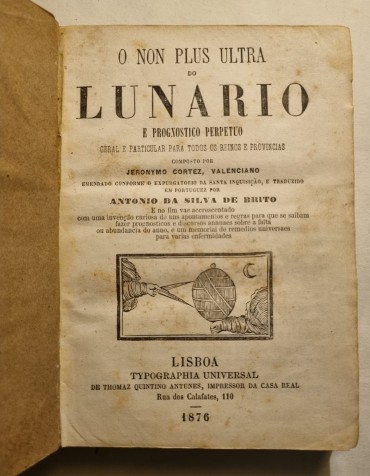 O NON PLUS ULTRA
DO
LUNARIO
E PROGNOSTICO PERPETUO
GERAL E PARTICULAR PARA TODOS OS REINOS E PROVINCIAS
COMPOSTO POR
JERONYMO CORTEZ, VALENCIANO
EMENDADO CONFORME O EXPURGATORIO DA SANTA INQUISIÇÃO, E TRADUZIDO
EM PORTUGUEZ POR
ANTONIO DA SILVA DE BRITO
E no fim vae accrescentado
com uma invenção curiosa de uns apontamentos e regras para que se saibam
fazer prognosticos e discursos annuaes sobre a falta
ou abundancia do anno, e um memorial de remedios universaes
para varias enfermidades
LISBOA
TYPOGRAPHIA UNIVERSAL
DE THOMAZ QUINTINO ANTUNES, IMPRESSOR DA CASA REAL
Rua dos Calafates, 110
1876